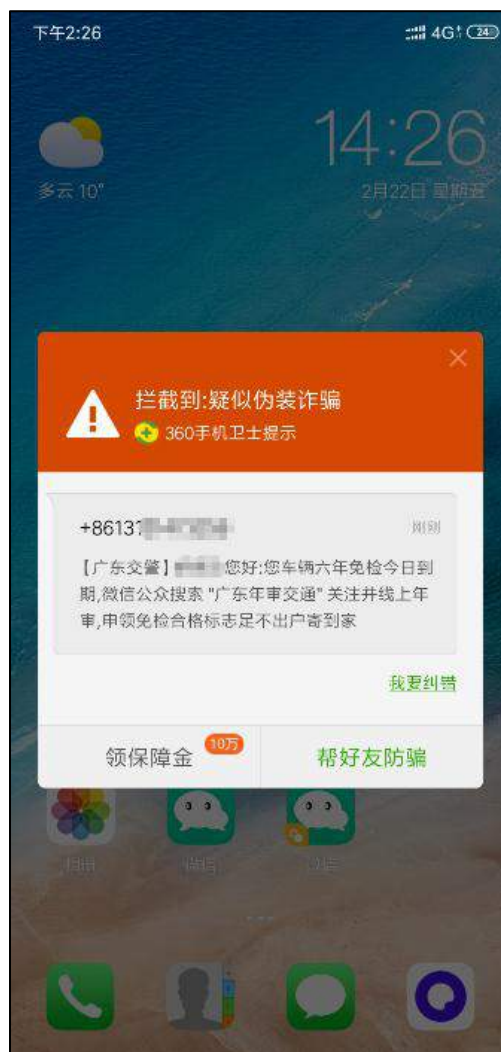 下午2:26
4G
24
14:26
多云 10°
2月22日 星期五
拦截到:疑似伪装诈骗
360手机卫士提示
+86137
刚刚
【广东交警】 您好:您车辆六年免检今日到
期,微信公众搜索 "广东年审交通" 关注并线上年
审,申领免检合格标志足不出户寄到家
我要纠错
领保障金
10万
帮好友防骗
微信
微信